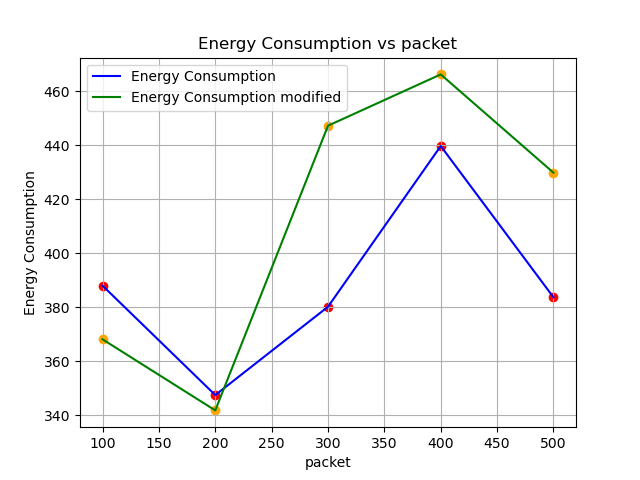 Energy Consumption vs packet
Energy Consumption
Energy Consumption modified
460
440
420
400
380
360
340
Energy Consumption
100 150 200 250 300 350 400 450 500
packet